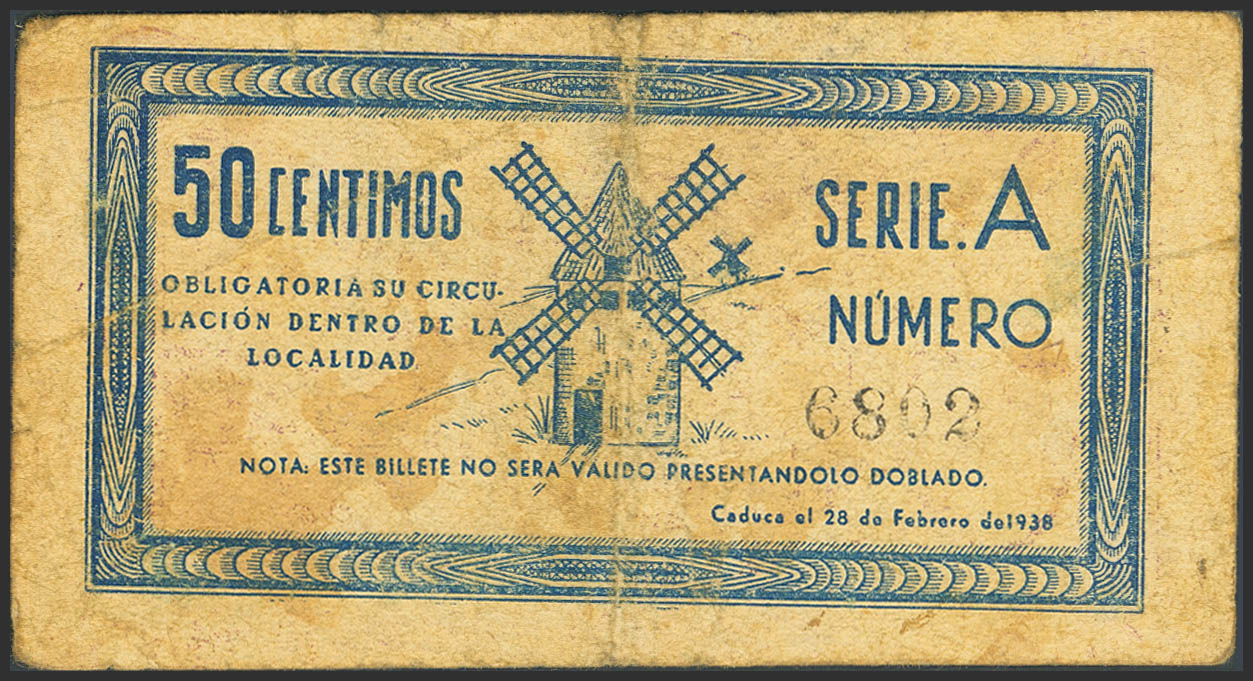 50 CENTIMOS
OBLIGATORIA SU CIRCU-
LACIÓN DENTRO DE LA
LOCALIDAD
SERIE. A
NÚMERO
6802
NOTA: ESTE BILLETE NO SERA VALIDO PRESENTANDOLO DOBLADO.
Caduca el 28 de Febrero de 1938